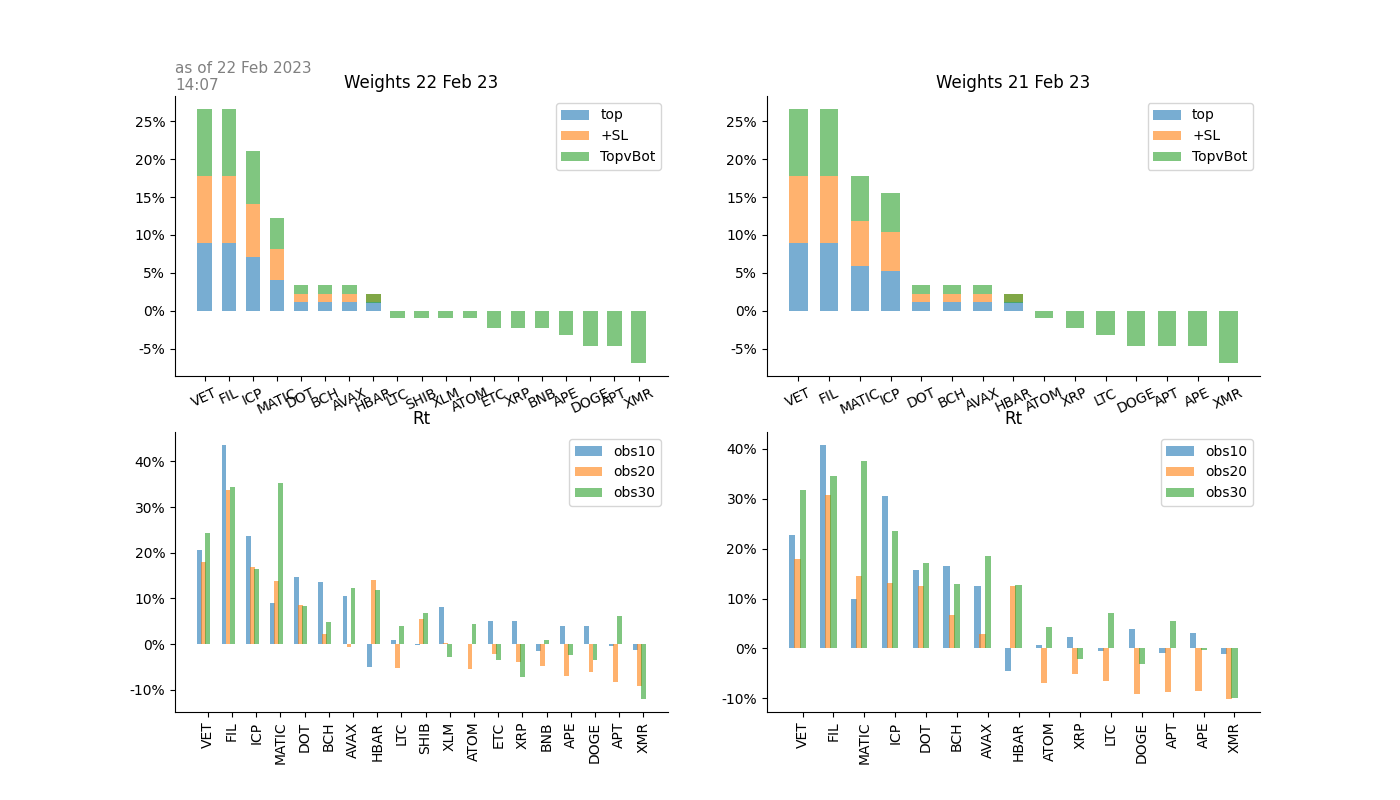 as of 22 Feb 2023
14:07
Weights 22 Feb 23
25%
20%
15%
10%
5%
0%
-5%
top
+SL
TopvBot
VET FIL ICP MATIC DOT BCH AVAX HBAR LTC SHIB XLM ATOM ETC XRP BNB APE DOGE APT XMR
Weights 21 Feb 23
25%
20%
15%
10%
5%
0%
-5%
top
+SL
TopvBot
VET FIL MATIC ICP DOT BCH AVAX HBAR ATOM XRP LTC DOGE APT APE XMR
Rt
40%
30%
20%
10%
0%
-10%
obs10
obs20
obs30
VET FIL ICP MATIC DOT BCH AVAX HBAR LTC SHIB XLM ATOM ETC XRP BNB APE DOGE APT XMR
Rt
40%
30%
20%
10%
0%
-10%
obs10
obs20
obs30
VET FIL MATIC ICP DOT BCH AVAX HBAR ATOM XRP LTC DOGE APT APE XMR